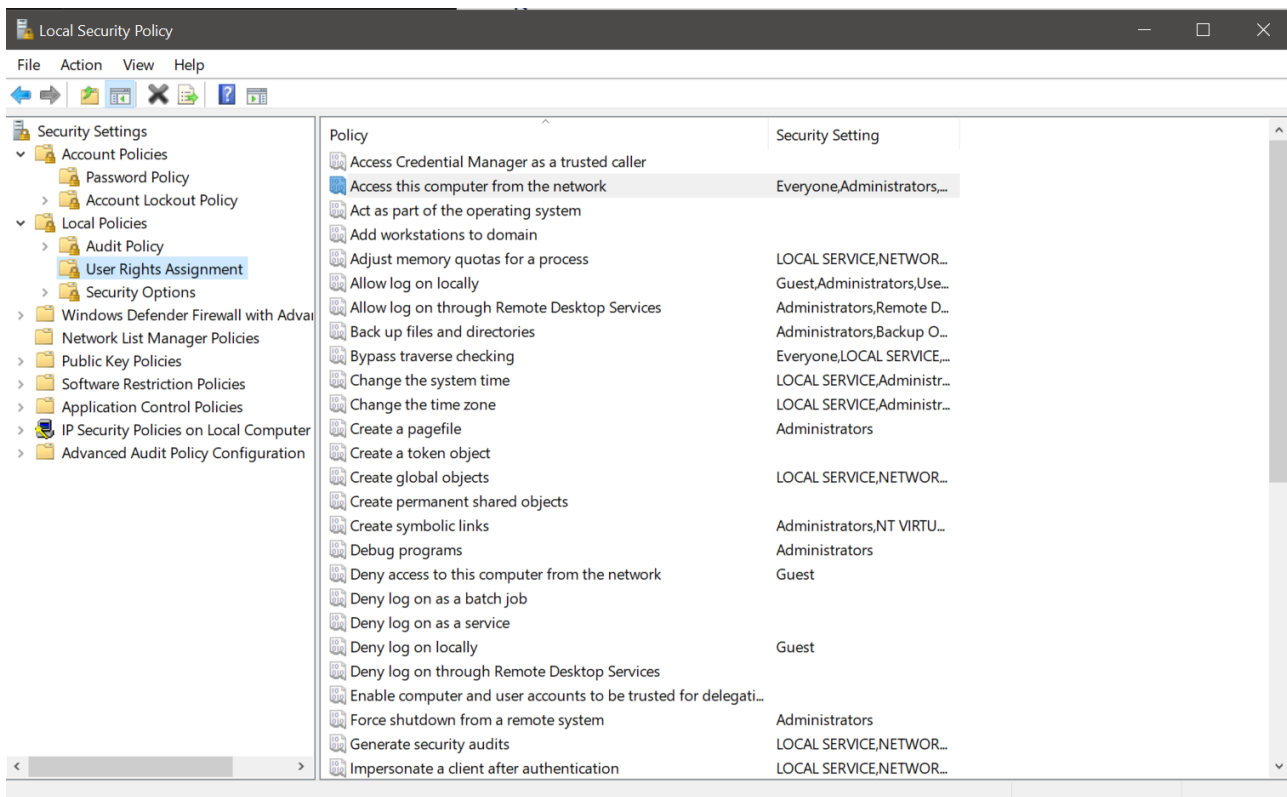 Local Security Policy
File Action View Help
Security Settings
Account Policies
Password Policy
Account Lockout Policy
Local Policies
Audit Policy
User Rights Assignment
Security Options
Windows Defender Firewall with Advan
Network List Manager Policies
Public Key Policies
Software Restriction Policies
Application Control Policies
IP Security Policies on Local Computer
Advanced Audit Policy Configuration
Policy Security Setting
Access Credential Manager as a trusted caller
Access this computer from the network Everyone,Administrators,...
Act as part of the operating system
Add workstations to domain
Adjust memory quotas for a process LOCAL SERVICE,NETWOR...
Allow log on locally Guest,Administrators,Use...
Allow log on through Remote Desktop Services Administrators,Remote D...
Back up files and directories Administrators,Backup O...
Bypass traverse checking Everyone,LOCAL SERVICE,...
Change the system time LOCAL SERVICE,Administr...
Change the time zone LOCAL SERVICE,Administr...
Create a pagefile Administrators
Create a token object
Create global objects LOCAL SERVICE,NETWOR...
Create permanent shared objects
Create symbolic links Administrators,NT VIRTU...
Debug programs Administrators
Deny access to this computer from the network Guest
Deny log on as a batch job
Deny log on as a service
Deny log on locally Guest
Deny log on through Remote Desktop Services
Enable computer and user accounts to be trusted for delegati...
Force shutdown from a remote system Administrators
Generate security audits LOCAL SERVICE,NETWOR...
Impersonate a client after authentication LOCAL SERVICE,NETWOR...